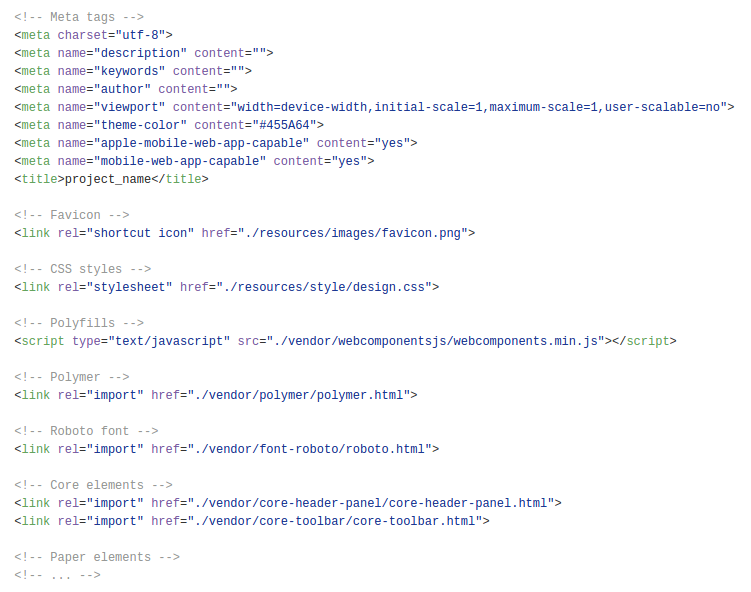 <!-- Meta tags -->
<meta charset="utf-8">
<meta name="description" content="">
<meta name="keywords" content="">
<meta name="author" content="">
<meta name="viewport" content="width=device-width,initial-scale=1,maximum-scale=1,user-scalable=no">
<meta name="theme-color" content="#455A64">
<meta name="apple-mobile-web-app-capable" content="yes">
<meta name="mobile-web-app-capable" content="yes">
<title>project_name</title>
<!-- Favicon -->
<link rel="shortcut icon" href="./resources/images/favicon.png">
<!-- CSS styles -->
<link rel="stylesheet" href="./resources/style/design.css">
<!-- Polyfills -->
<script type="text/javascript" src="./vendor/webcomponentsjs/webcomponents.min.js"></script>
<!-- Polymer -->
<link rel="import" href="./vendor/polymer/polymer.html">
<!-- Roboto font -->
<link rel="import" href="./vendor/font-roboto/roboto.html">
<!-- Core elements -->
<link rel="import" href="./vendor/core-header-panel/core-header-panel.html">
<link rel="import" href="./vendor/core-toolbar/core-toolbar.html">
<!-- Paper elements -->
<!-- ... -->